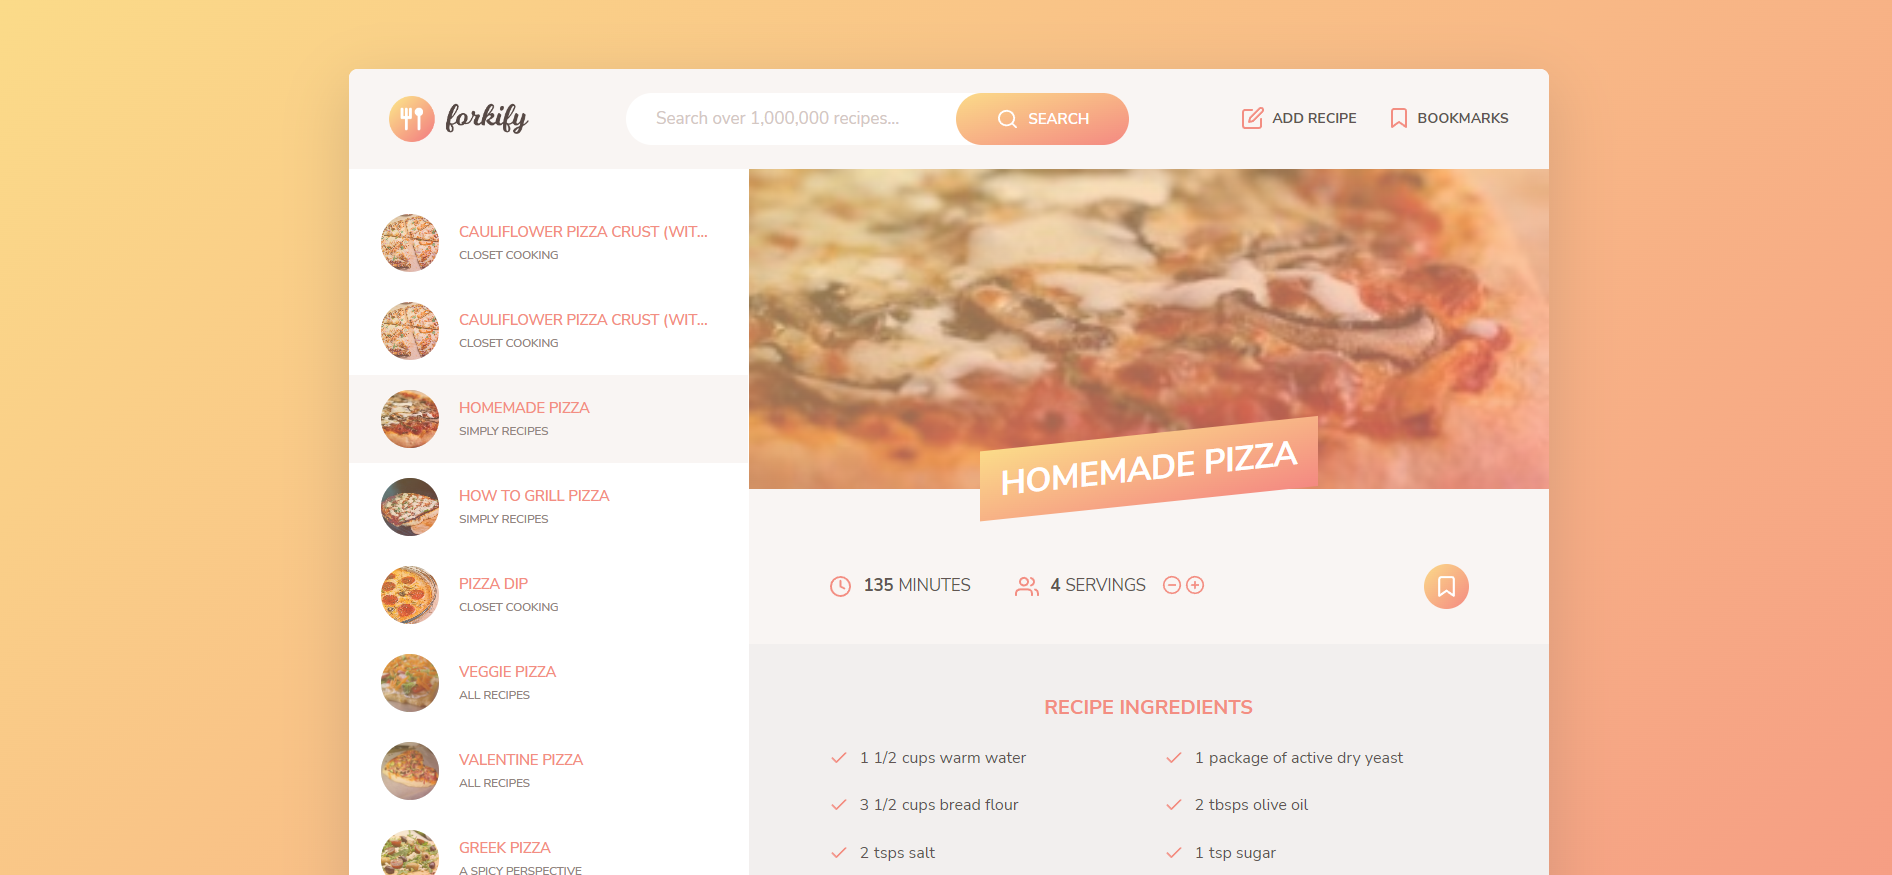 forkify
Search over 1,000,000 recipes...
SEARCH
ADD RECIPE
BOOKMARKS
CAULIFLOWER PIZZA CRUST (WIT...
CLOSET COOKING
CAULIFLOWER PIZZA CRUST (WIT...
CLOSET COOKING
HOMEMADE PIZZA
SIMPLY RECIPES
HOW TO GRILL PIZZA
SIMPLY RECIPES
PIZZA DIP
CLOSET COOKING
VEGGIE PIZZA
ALL RECIPES
VALENTINE PIZZA
ALL RECIPES
GREEK PIZZA
A SPICY PERSPECTIVE
HOMEMADE PIZZA
135 MINUTES
4 SERVINGS
RECIPE INGREDIENTS
1 1/2 cups warm water
1 package of active dry yeast
3 1/2 cups bread flour
2 tbsps olive oil
2 tsps salt
1 tsp sugar